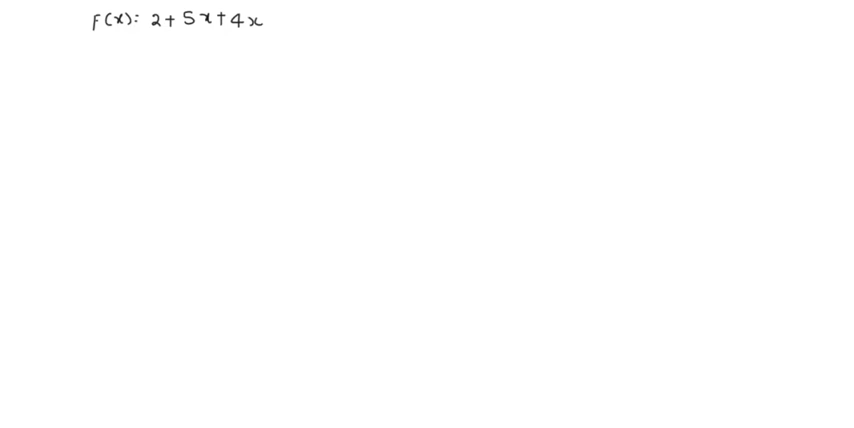 F(x): 2 + 5x + 4x